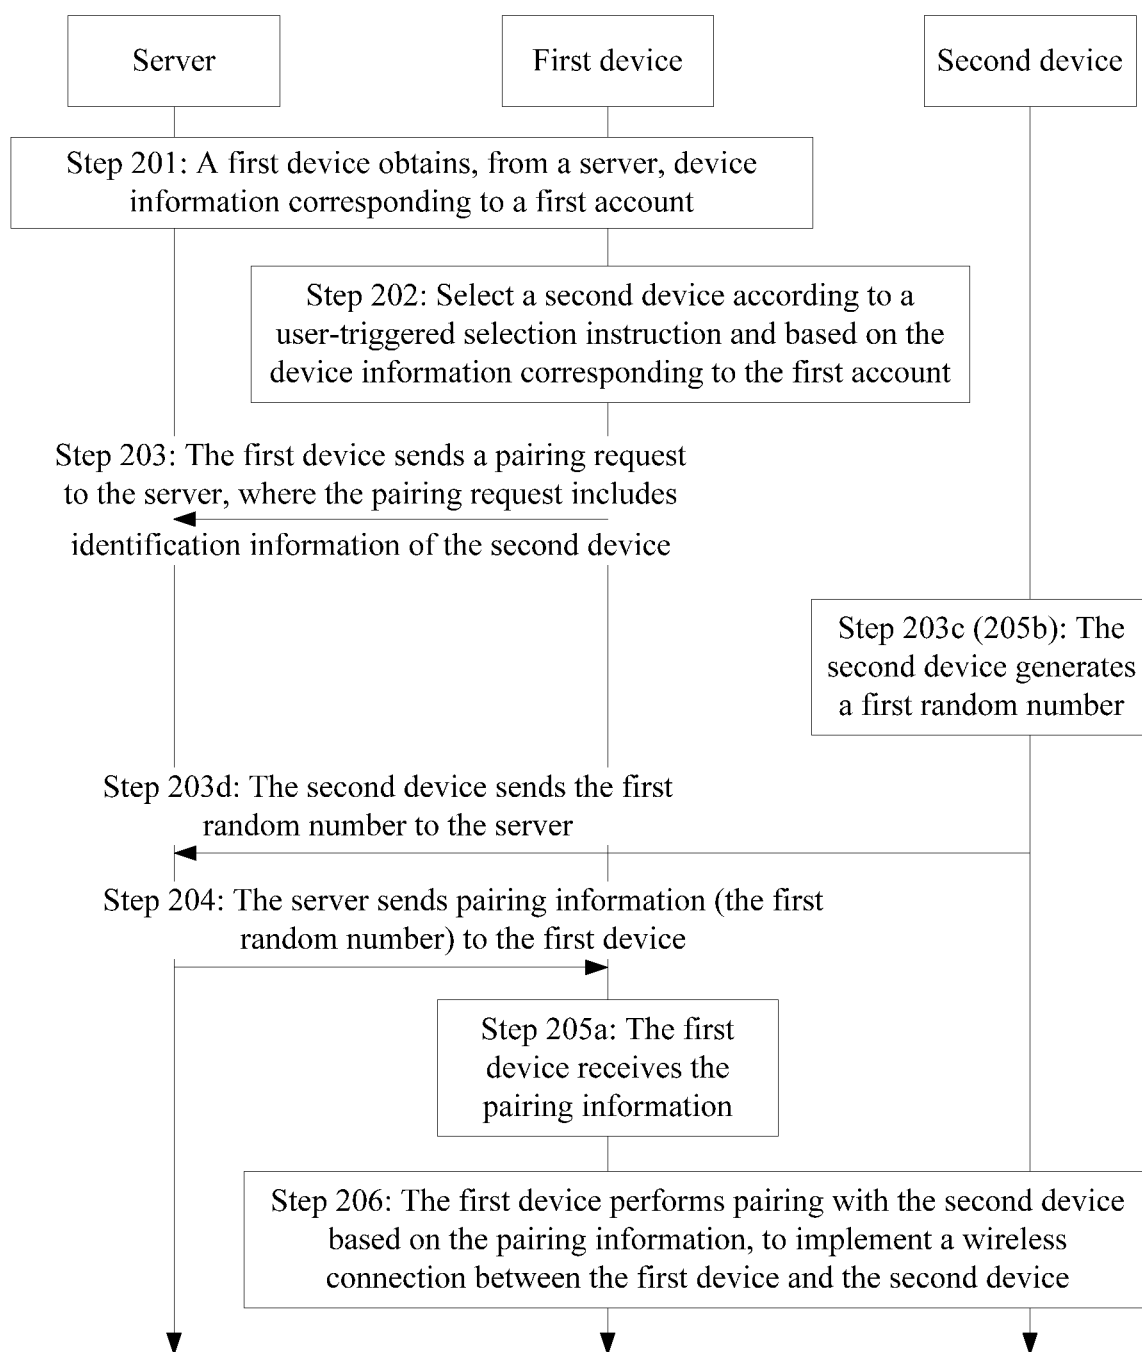 Server
First device
Second device
Step 201: A first device obtains, from a server, device
information corresponding to a first account
Step 202: Select a second device according to a
user-triggered selection instruction and based on the
device information corresponding to the first account
Step 203: The first device sends a pairing request
to the server, where the pairing request includes
identification information of the second device
Step 203c (205b): The
second device generates
a first random number
Step 203d: The second device sends the first
random number to the server
Step 204: The server sends pairing information (the first
random number) to the first device
Step 205a: The first
device receives the
pairing information
Step 206: The first device performs pairing with the second device
based on the pairing information, to implement a wireless
connection between the first device and the second device